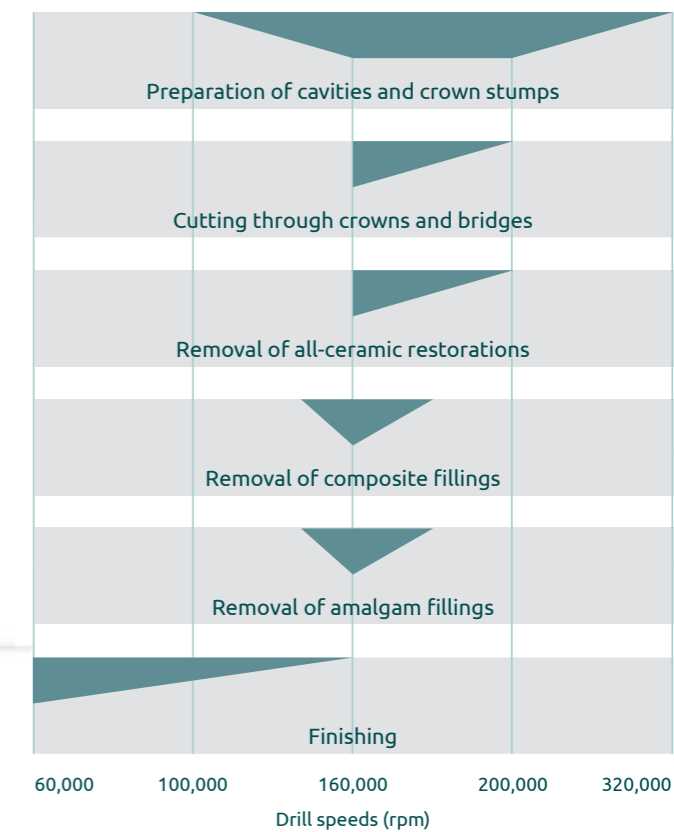 Preparation of cavities and crown stumps
Cutting through crowns and bridges
Removal of all-ceramic restorations
Removal of composite fillings
Removal of amalgam fillings
Finishing
60,000 100,000 160,000 200,000 320,000
Drill speeds (rpm)